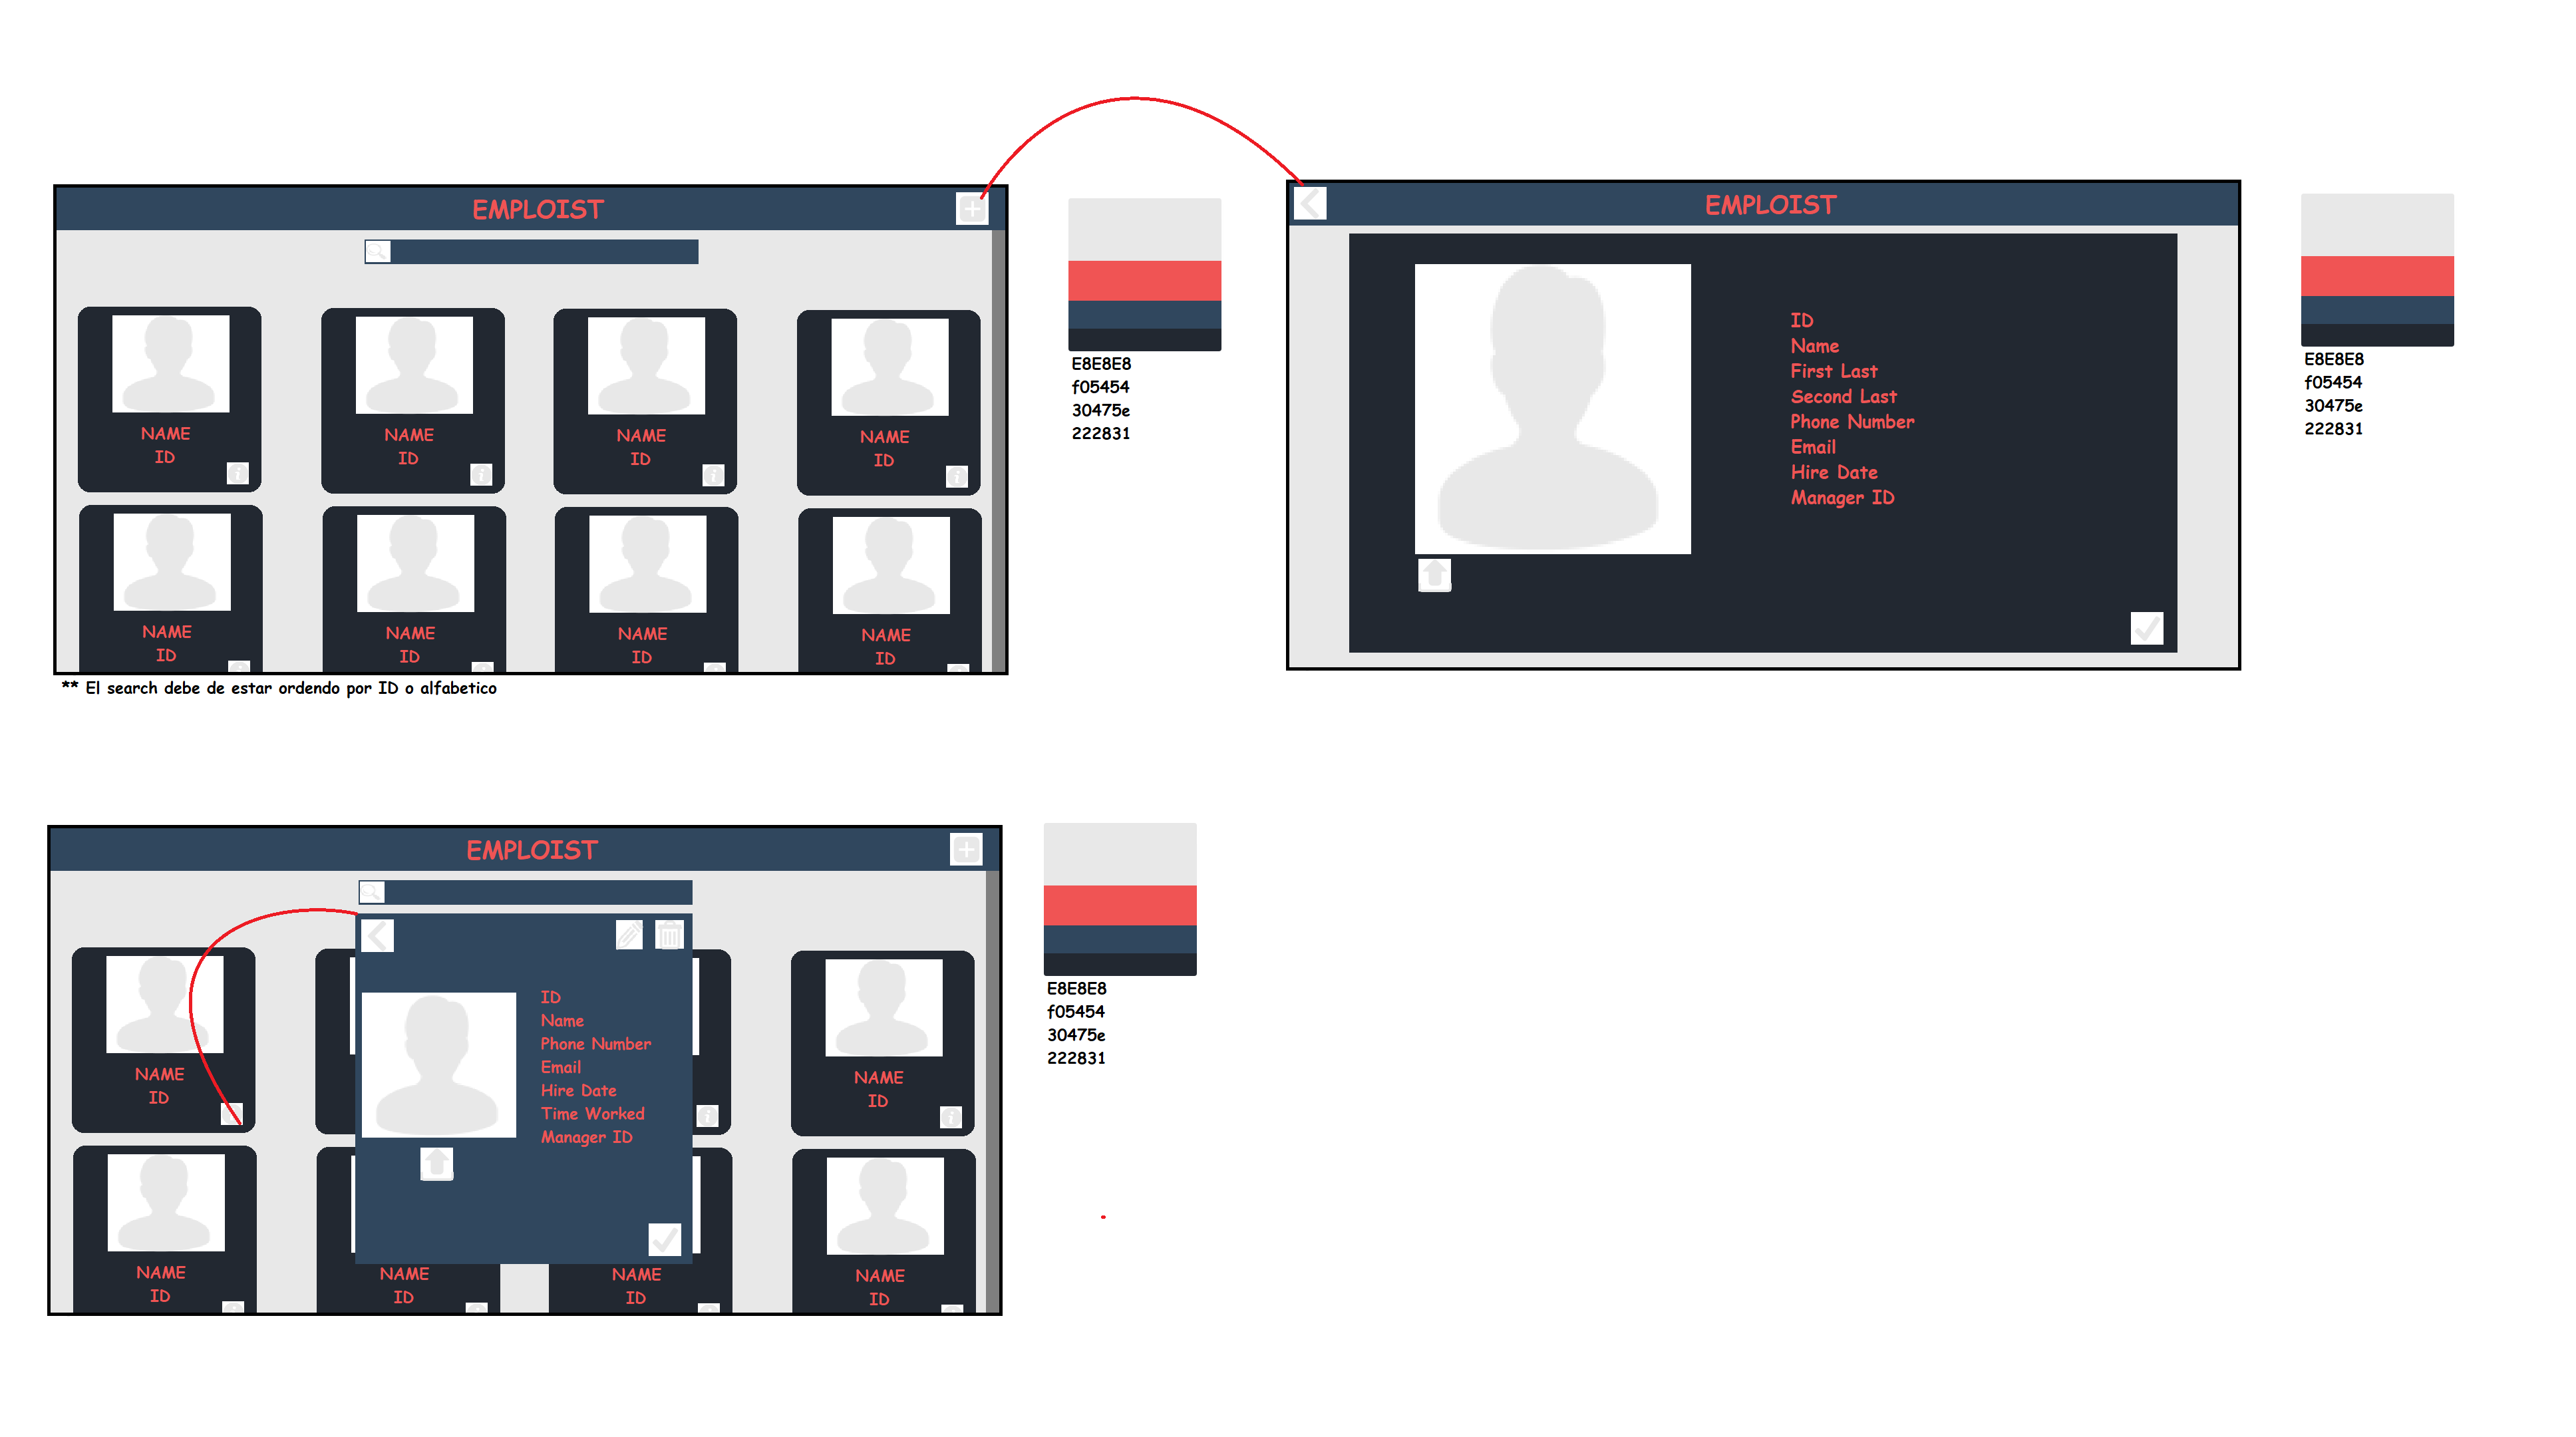 EMPLOIST
NAME
ID
NAME
ID
NAME
ID
NAME
ID
NAME
ID
NAME
ID
NAME
ID
NAME
ID
** El search debe de estar ordendo por ID o alfabetico
E8E8E8
f05454
30475e
222831
EMPLOIST
ID
Name
First Last
Second Last
Phone Number
Email
Hire Date
Manager ID
E8E8E8
f05454
30475e
222831
EMPLOIST
NAME
ID
NAME
ID
ID
Name
Phone Number
Email
Hire Date
Time Worked
Manager ID
NAME
ID
NAME
ID
NAME
ID
NAME
ID
E8E8E8
f05454
30475e
222831